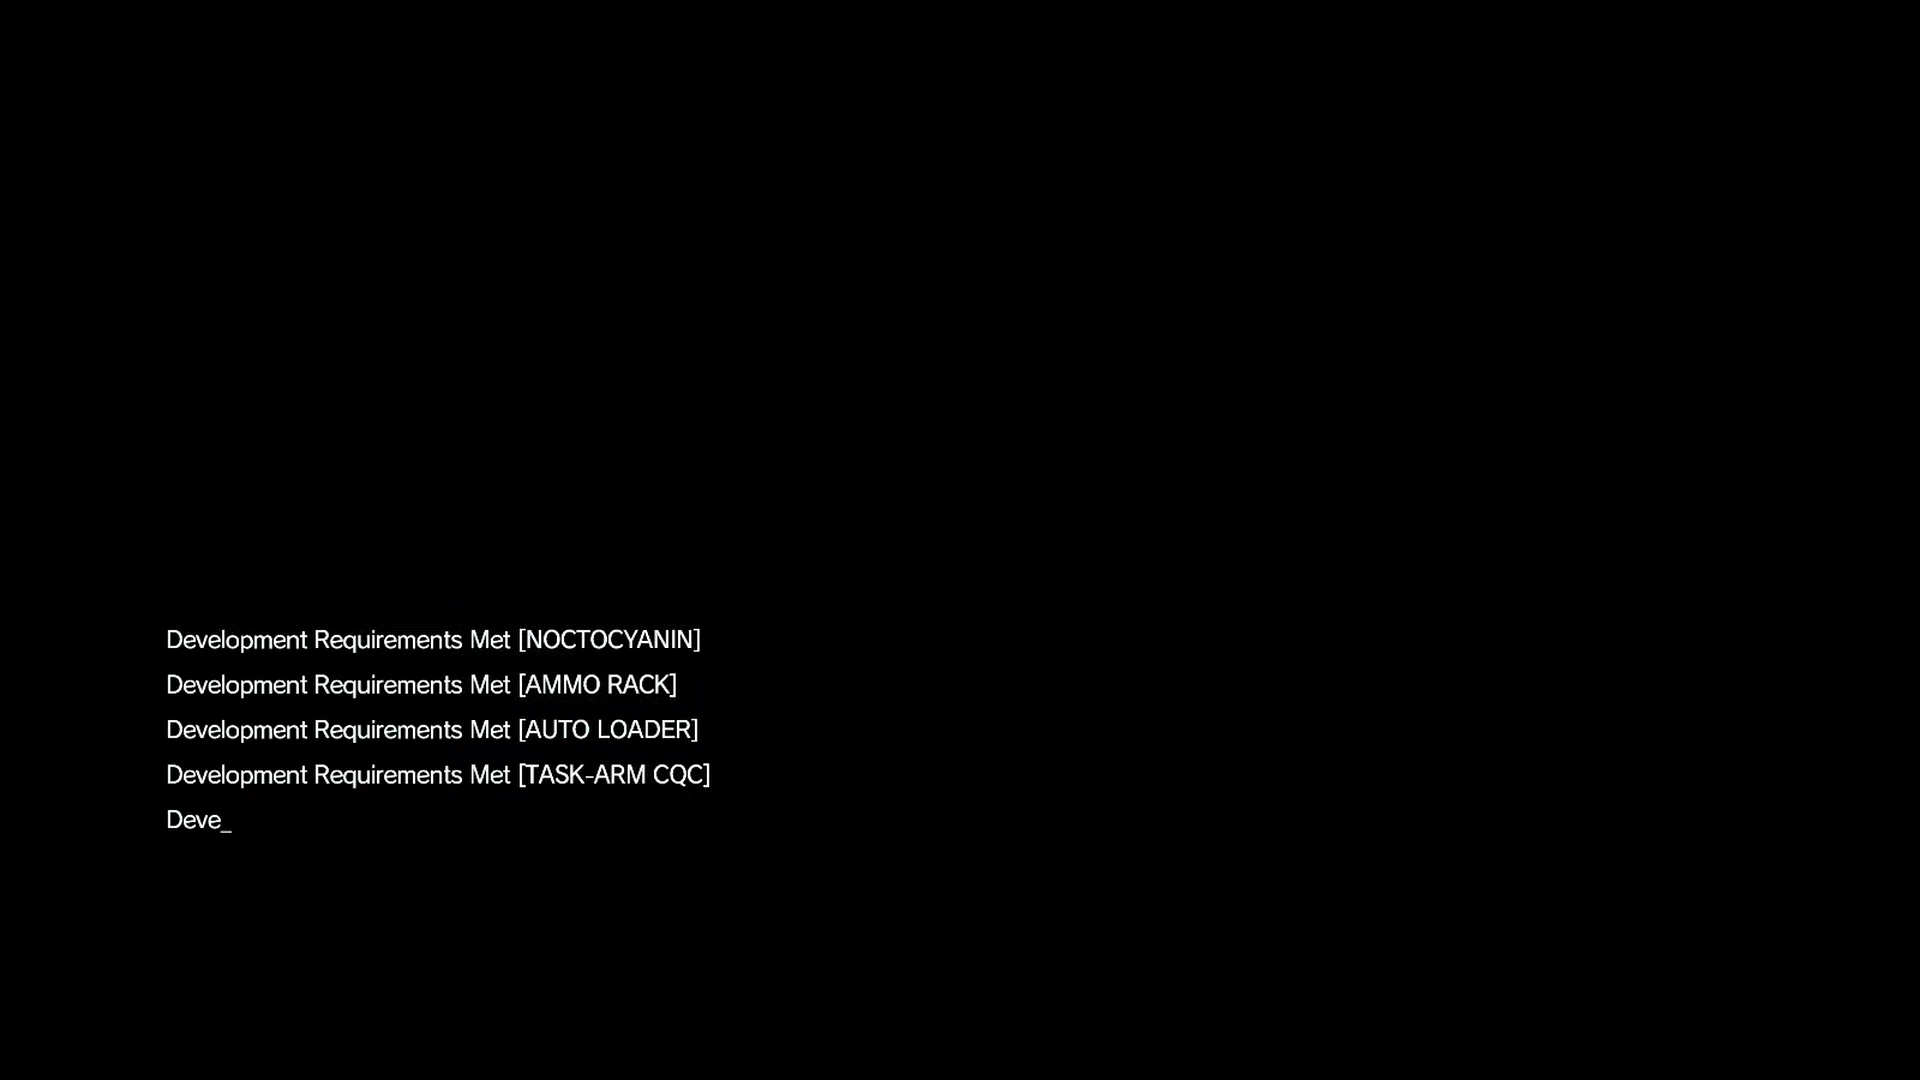 Development Requirements Met [NOCTOCYANIN]
Development Requirements Met [AMMO RACK]
Development Requirements Met [AUTO LOADER]
Development Requirements Met [TASK-ARM CQC]
Deve_